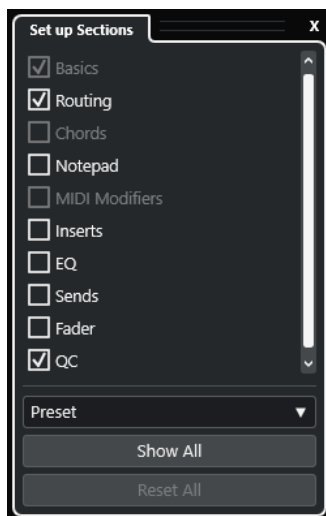 Set up Sections X
Basics
Routing
Chords
Notepad
MIDI Modifiers
Inserts
EQ
Sends
Fader
QC
Preset
Show All
Reset All